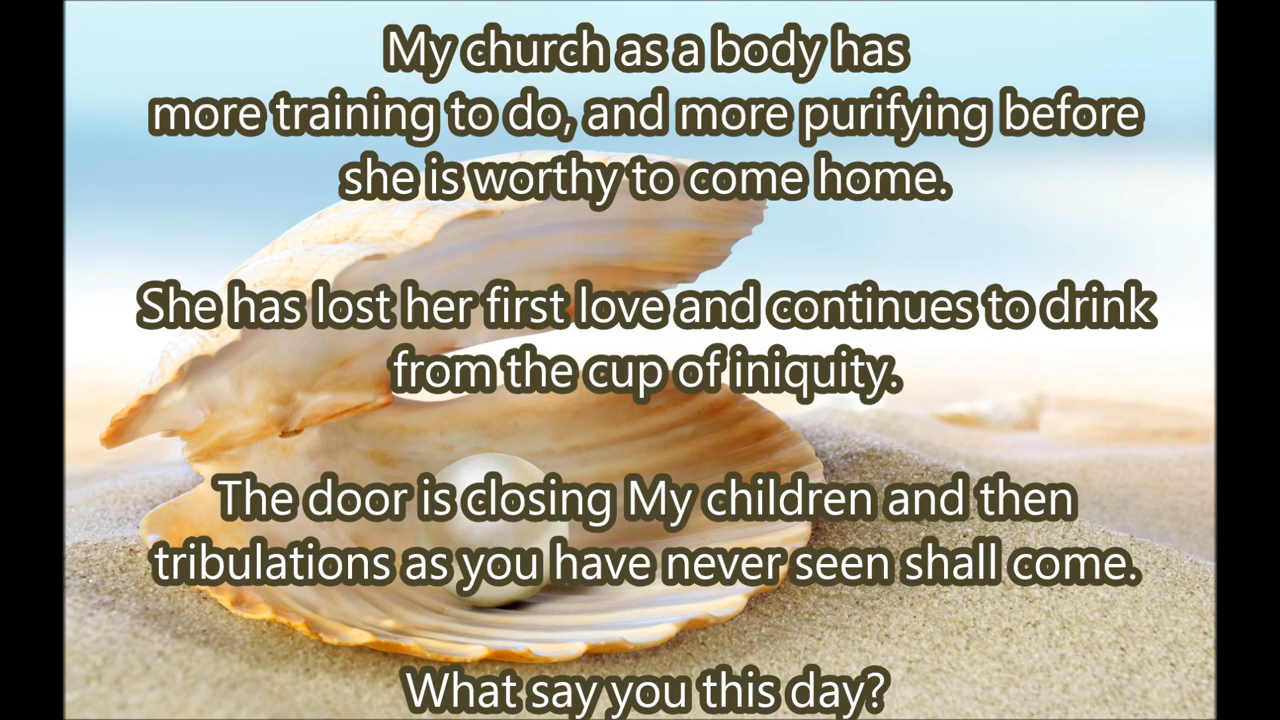 My church as a body has
more training to do, and more purifying before
she is worthy to come home.
She has lost her first love and continues to drink
from the cup of iniquity.
The door is closing My children and then
tribulations as you have never seen shall come.
What say you this day?